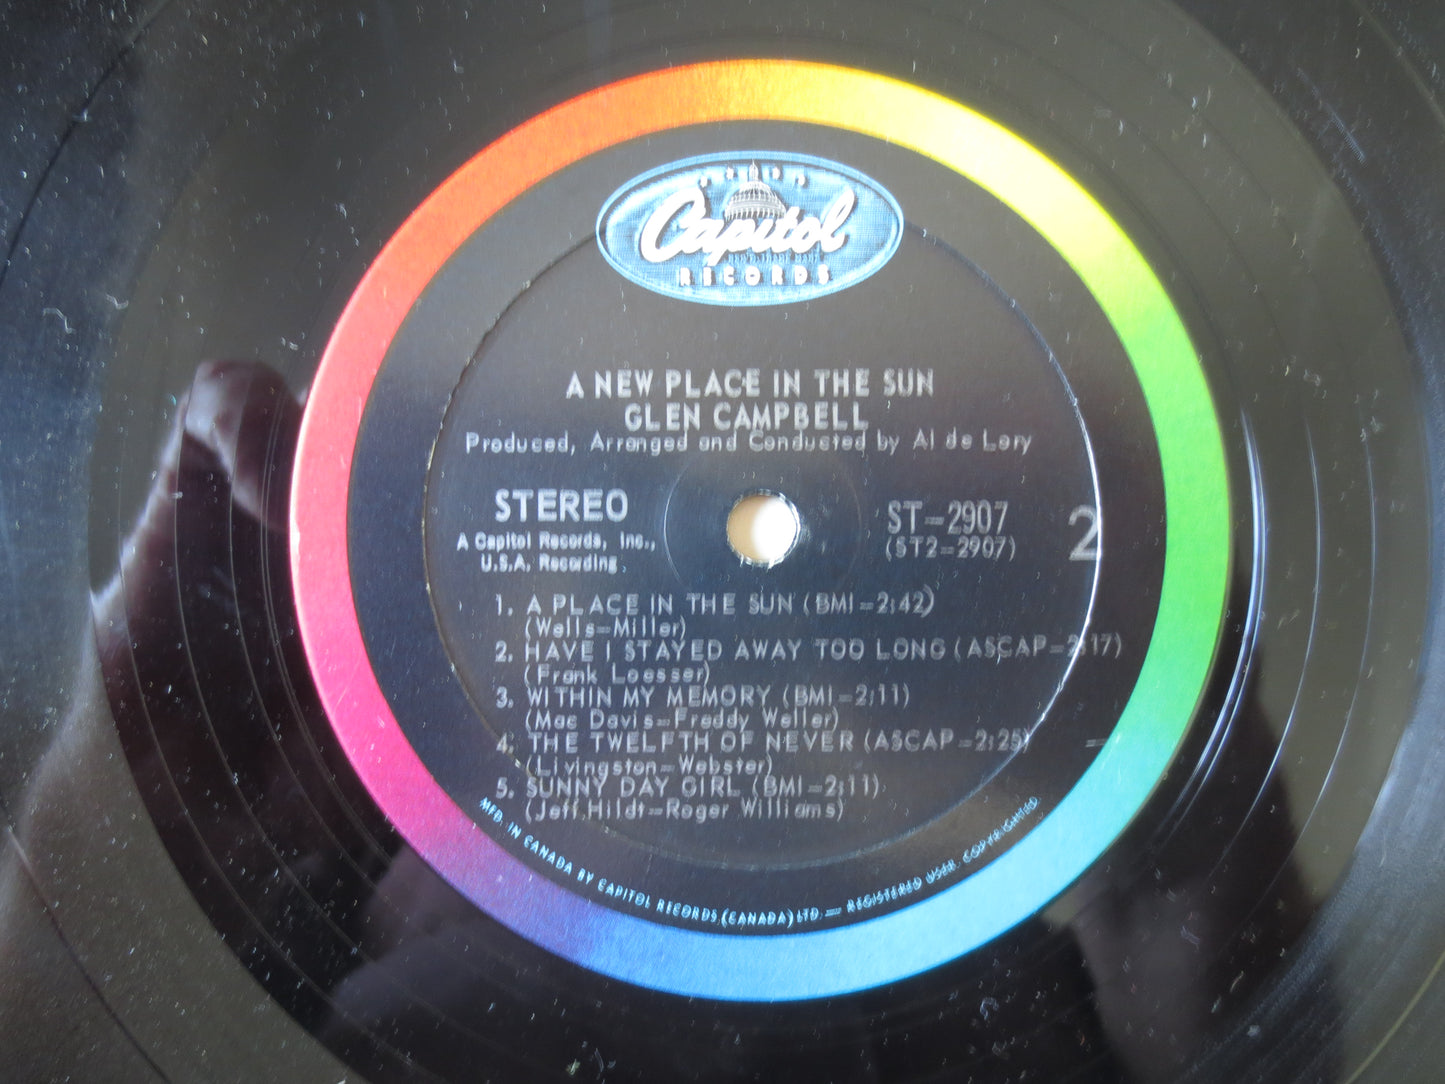 Capitol
REG'D. TRADE MARK
RECORDS
A NEW PLACE IN THE SUN
GLEN CAMPBELL
Produced, Arranged and Conducted by Al de Lory
STEREO
A Capitol Records, Inc.,
U.S.A. Recording
ST-2907
(ST2-2907)
2
1. A PLACE IN THE SUN (BMI-2:42)
(Wells-Miller)
2. HAVE I STAYED AWAY TOO LONG (ASCAP-2:17)
(Frank Loesser)
3. WITHIN MY MEMORY (BMI-2:11)
(Mac Davis-Freddy Weller)
4. THE TWELFTH OF NEVER (ASCAP-2:25)
(Livingston-Webster)
5. SUNNY DAY GIRL (BMI-2:11)
(Jeff Hildt-Roger Williams)
MFD. IN CANADA BY CAPITOL RECORDS (CANADA) LTD. — REGISTERED USER. COPYRIGHTED